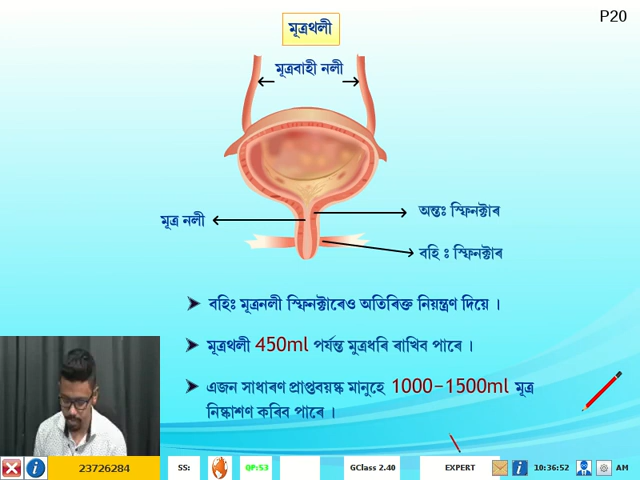 P20
মূত্ৰথলী
মূত্ৰবাহী নলী
অন্তঃ স্ফিনক্টাৰ
মূত্ৰ নলী
বহি ঃ স্ফিনক্টাৰ
বহিঃ মূত্ৰনলী স্ফিনক্টাৰেও অতিৰিক্ত নিয়ন্ত্ৰণ দিয়ে ।
মূত্ৰথলী 450ml পৰ্যন্ত মুত্ৰধৰি ৰাখিব পাৰে ।
এজন সাধাৰণ প্ৰাপ্তবয়স্ক মানুহে 1000-1500ml মূত্ৰ
নিষ্কাশণ কৰিব পাৰে ।
23726284 SS: QP:53 GClass 2.40 EXPERT 10:36:52 AM